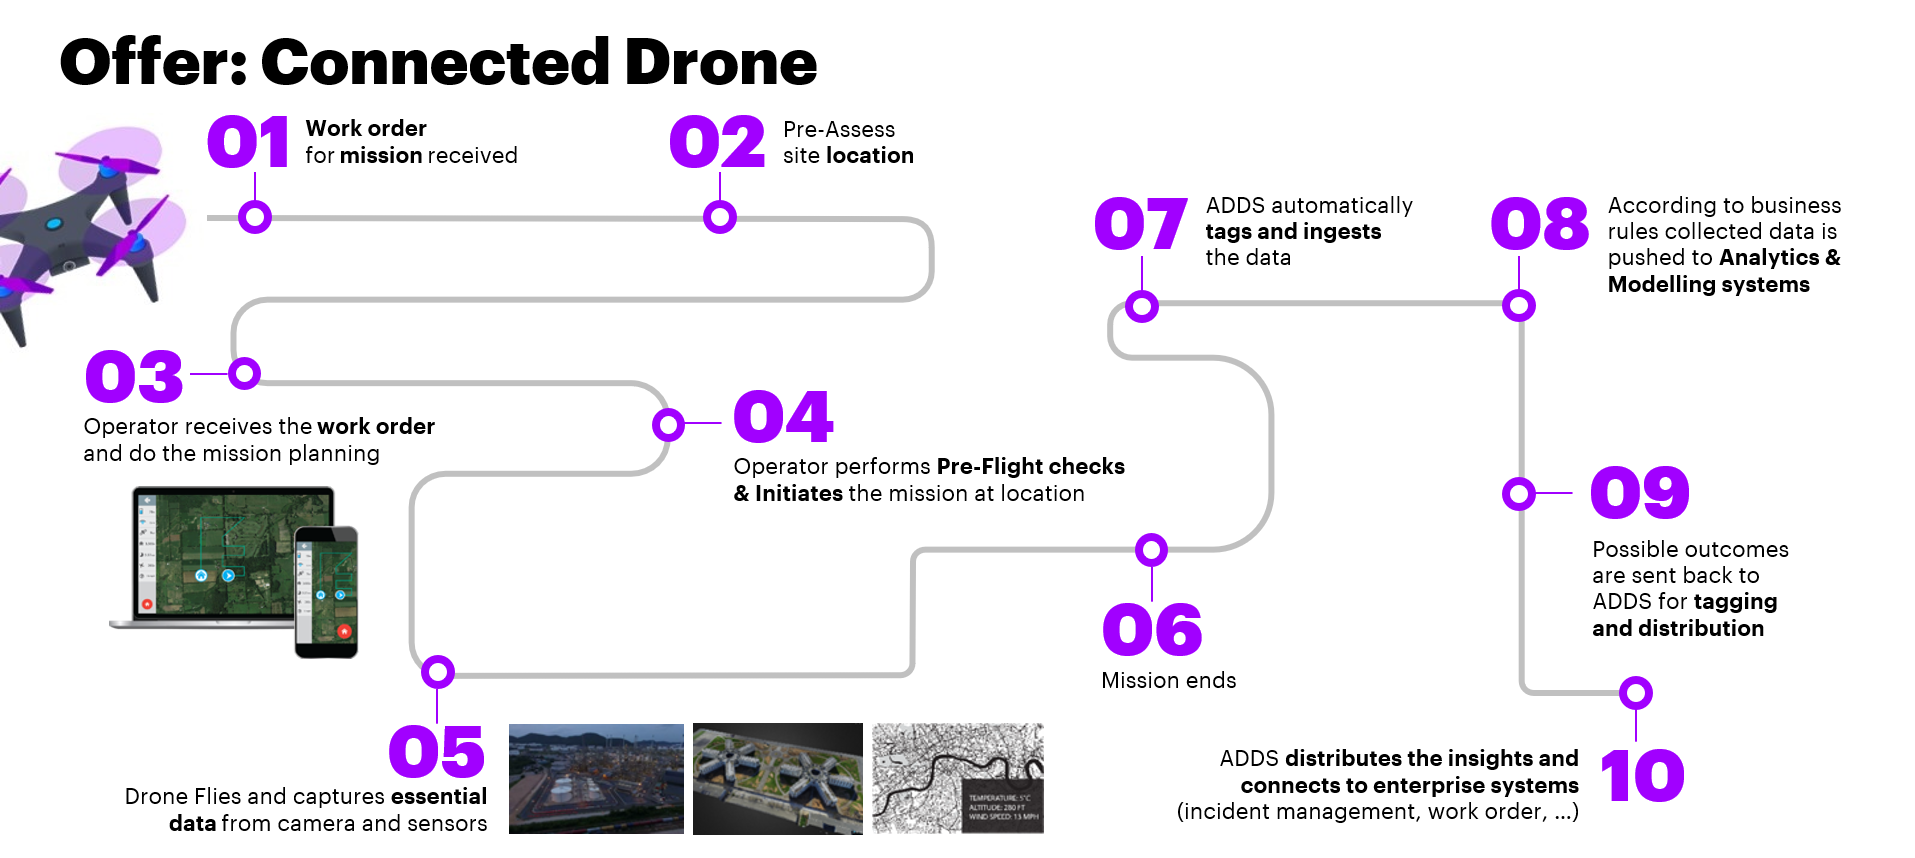 Offer: Connected Drone
01
Work order
for mission received
02
Pre-Assess
site location
03
Operator receives the work order
and do the mission planning
04
Operator performs Pre-Flight checks
& Initiates the mission at location
05
Drone Flies and captures essential
data from camera and sensors
TEMPERATURE: 5°C
ALTITUDE: 280 FT
WIND SPEED: 13 MPH
06
Mission ends
07
ADDS automatically
tags and ingests
the data
08
According to business
rules collected data is
pushed to Analytics &
Modelling systems
09
Possible outcomes
are sent back to
ADDS for tagging
and distribution
10
ADDS distributes the insights and
connects to enterprise systems
(incident management, work order, ...)